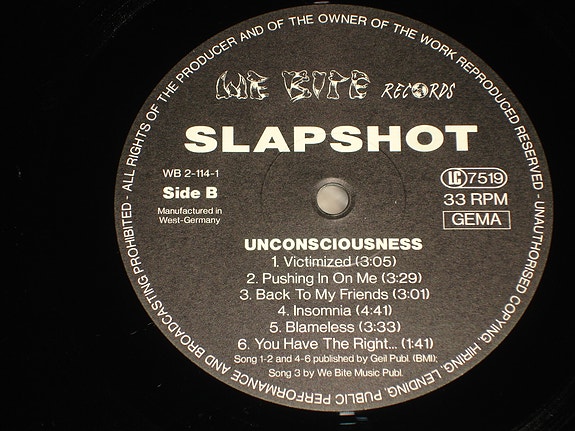 ALL RIGHTS OF THE PRODUCER AND OF THE OWNER OF THE WORK REPRODUCED RESERVED - UNAUTHORISED COPYING, HIRING, LENDING, PUBLIC PERFORMANCE AND BROADCASTING PROHIBITED -
WE BITE RECORDS
SLAPSHOT
WB 2-114-1
Side B
Manufactured in
West-Germany
LC 7519
33 RPM
GEMA
UNCONSCIOUSNESS
1. Victimized (3:05)
2. Pushing In On Me (3:29)
3. Back To My Friends (3:01)
4. Insomnia (4:41)
5. Blameless (3:33)
6. You Have The Right... (1:41)
Song 1-2 and 4-6 published by Geil Publ. (BMI);
Song 3 by We Bite Music Publ.